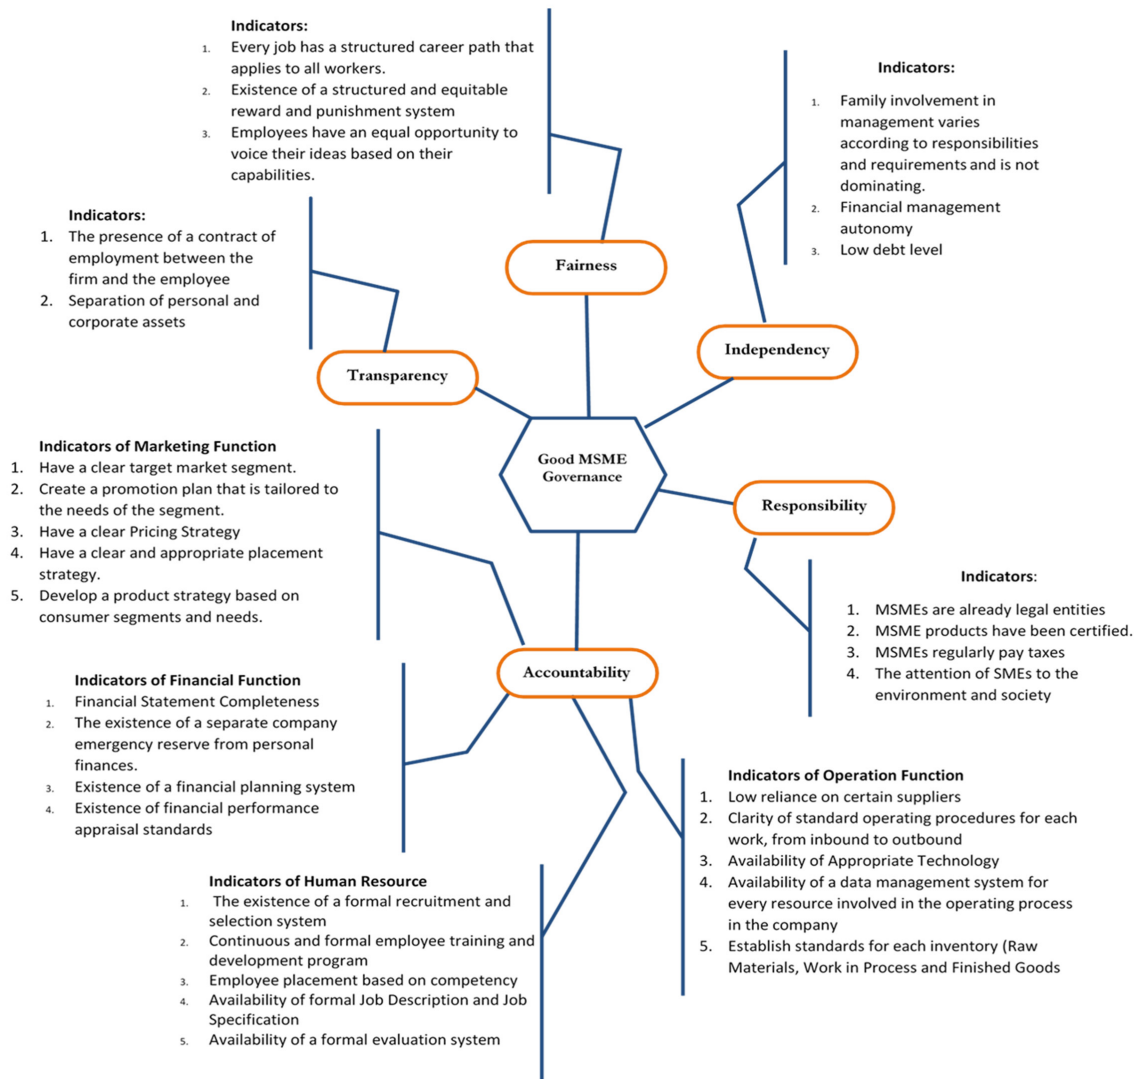 Indicators:
1. Every job has a structured career path that
applies to all workers.
2. Existence of a structured and equitable
reward and punishment system
3. Employees have an equal opportunity to
voice their ideas based on their
capabilities.
Indicators:
1. Family involvement in
management varies
according to responsibilities
and requirements and is not
dominating.
2. Financial management
autonomy
3. Low debt level
Indicators:
1. The presence of a contract of
employment between the
firm and the employee
2. Separation of personal and
corporate assets
Fairness
Independency
Transparency
Good MSME
Governance
Responsibility
Indicators of Marketing Function
1. Have a clear target market segment.
2. Create a promotion plan that is tailored to
the needs of the segment.
3. Have a clear Pricing Strategy
4. Have a clear and appropriate placement
strategy.
5. Develop a product strategy based on
consumer segments and needs.
Indicators:
1. MSMEs are already legal entities
2. MSME products have been certified.
3. MSMEs regularly pay taxes
4. The attention of SMEs to the
environment and society
Accountability
Indicators of Financial Function
1. Financial Statement Completeness
2. The existence of a separate company
emergency reserve from personal
finances.
3. Existence of a financial planning system
4. Existence of financial performance
appraisal standards
Indicators of Operation Function
1. Low reliance on certain suppliers
2. Clarity of standard operating procedures for each
work, from inbound to outbound
3. Availability of Appropriate Technology
4. Availability of a data management system for
every resource involved in the operating process
in the company
5. Establish standards for each inventory (Raw
Materials, Work in Process and Finished Goods
Indicators of Human Resource
1. The existence of a formal recruitment and
selection system
2. Continuous and formal employee training and
development program
3. Employee placement based on competency
4. Availability of formal Job Description and Job
Specification
5. Availability of a formal evaluation system